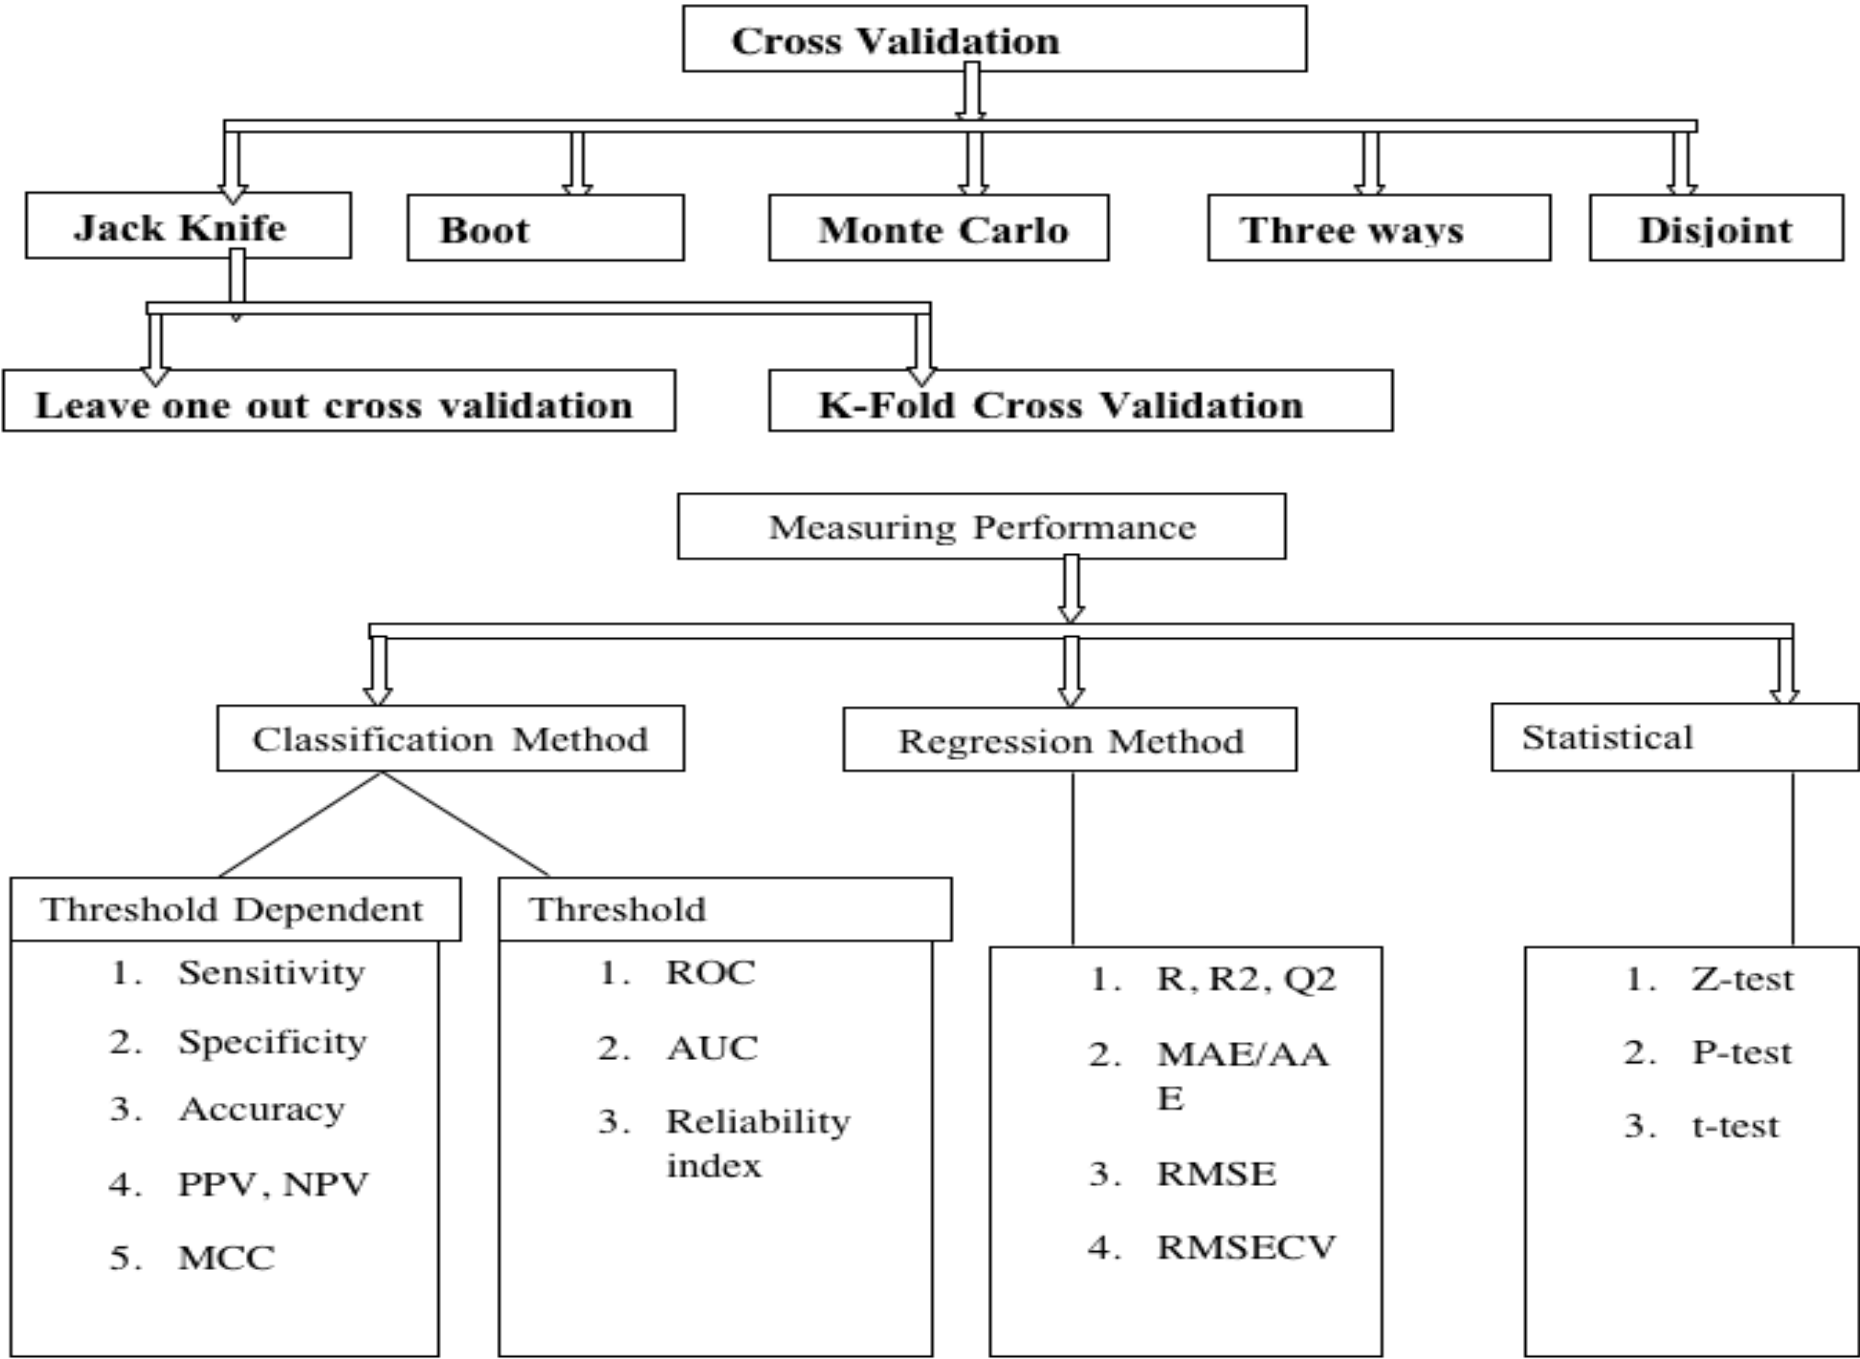 Cross Validation
Jack Knife
Boot
Monte Carlo
Three ways
Disjoint
Leave one out cross validation
K-Fold Cross Validation
Measuring Performance
Classification Method
Regression Method
Statistical
Threshold Dependent
1. Sensitivity
2. Specificity
3. Accuracy
4. PPV, NPV
5. MCC
Threshold
1. ROC
2. AUC
3. Reliability
index
1. R, R2, Q2
2. MAE/AA
E
3. RMSE
4. RMSECV
1. Z-test
2. P-test
3. t-test